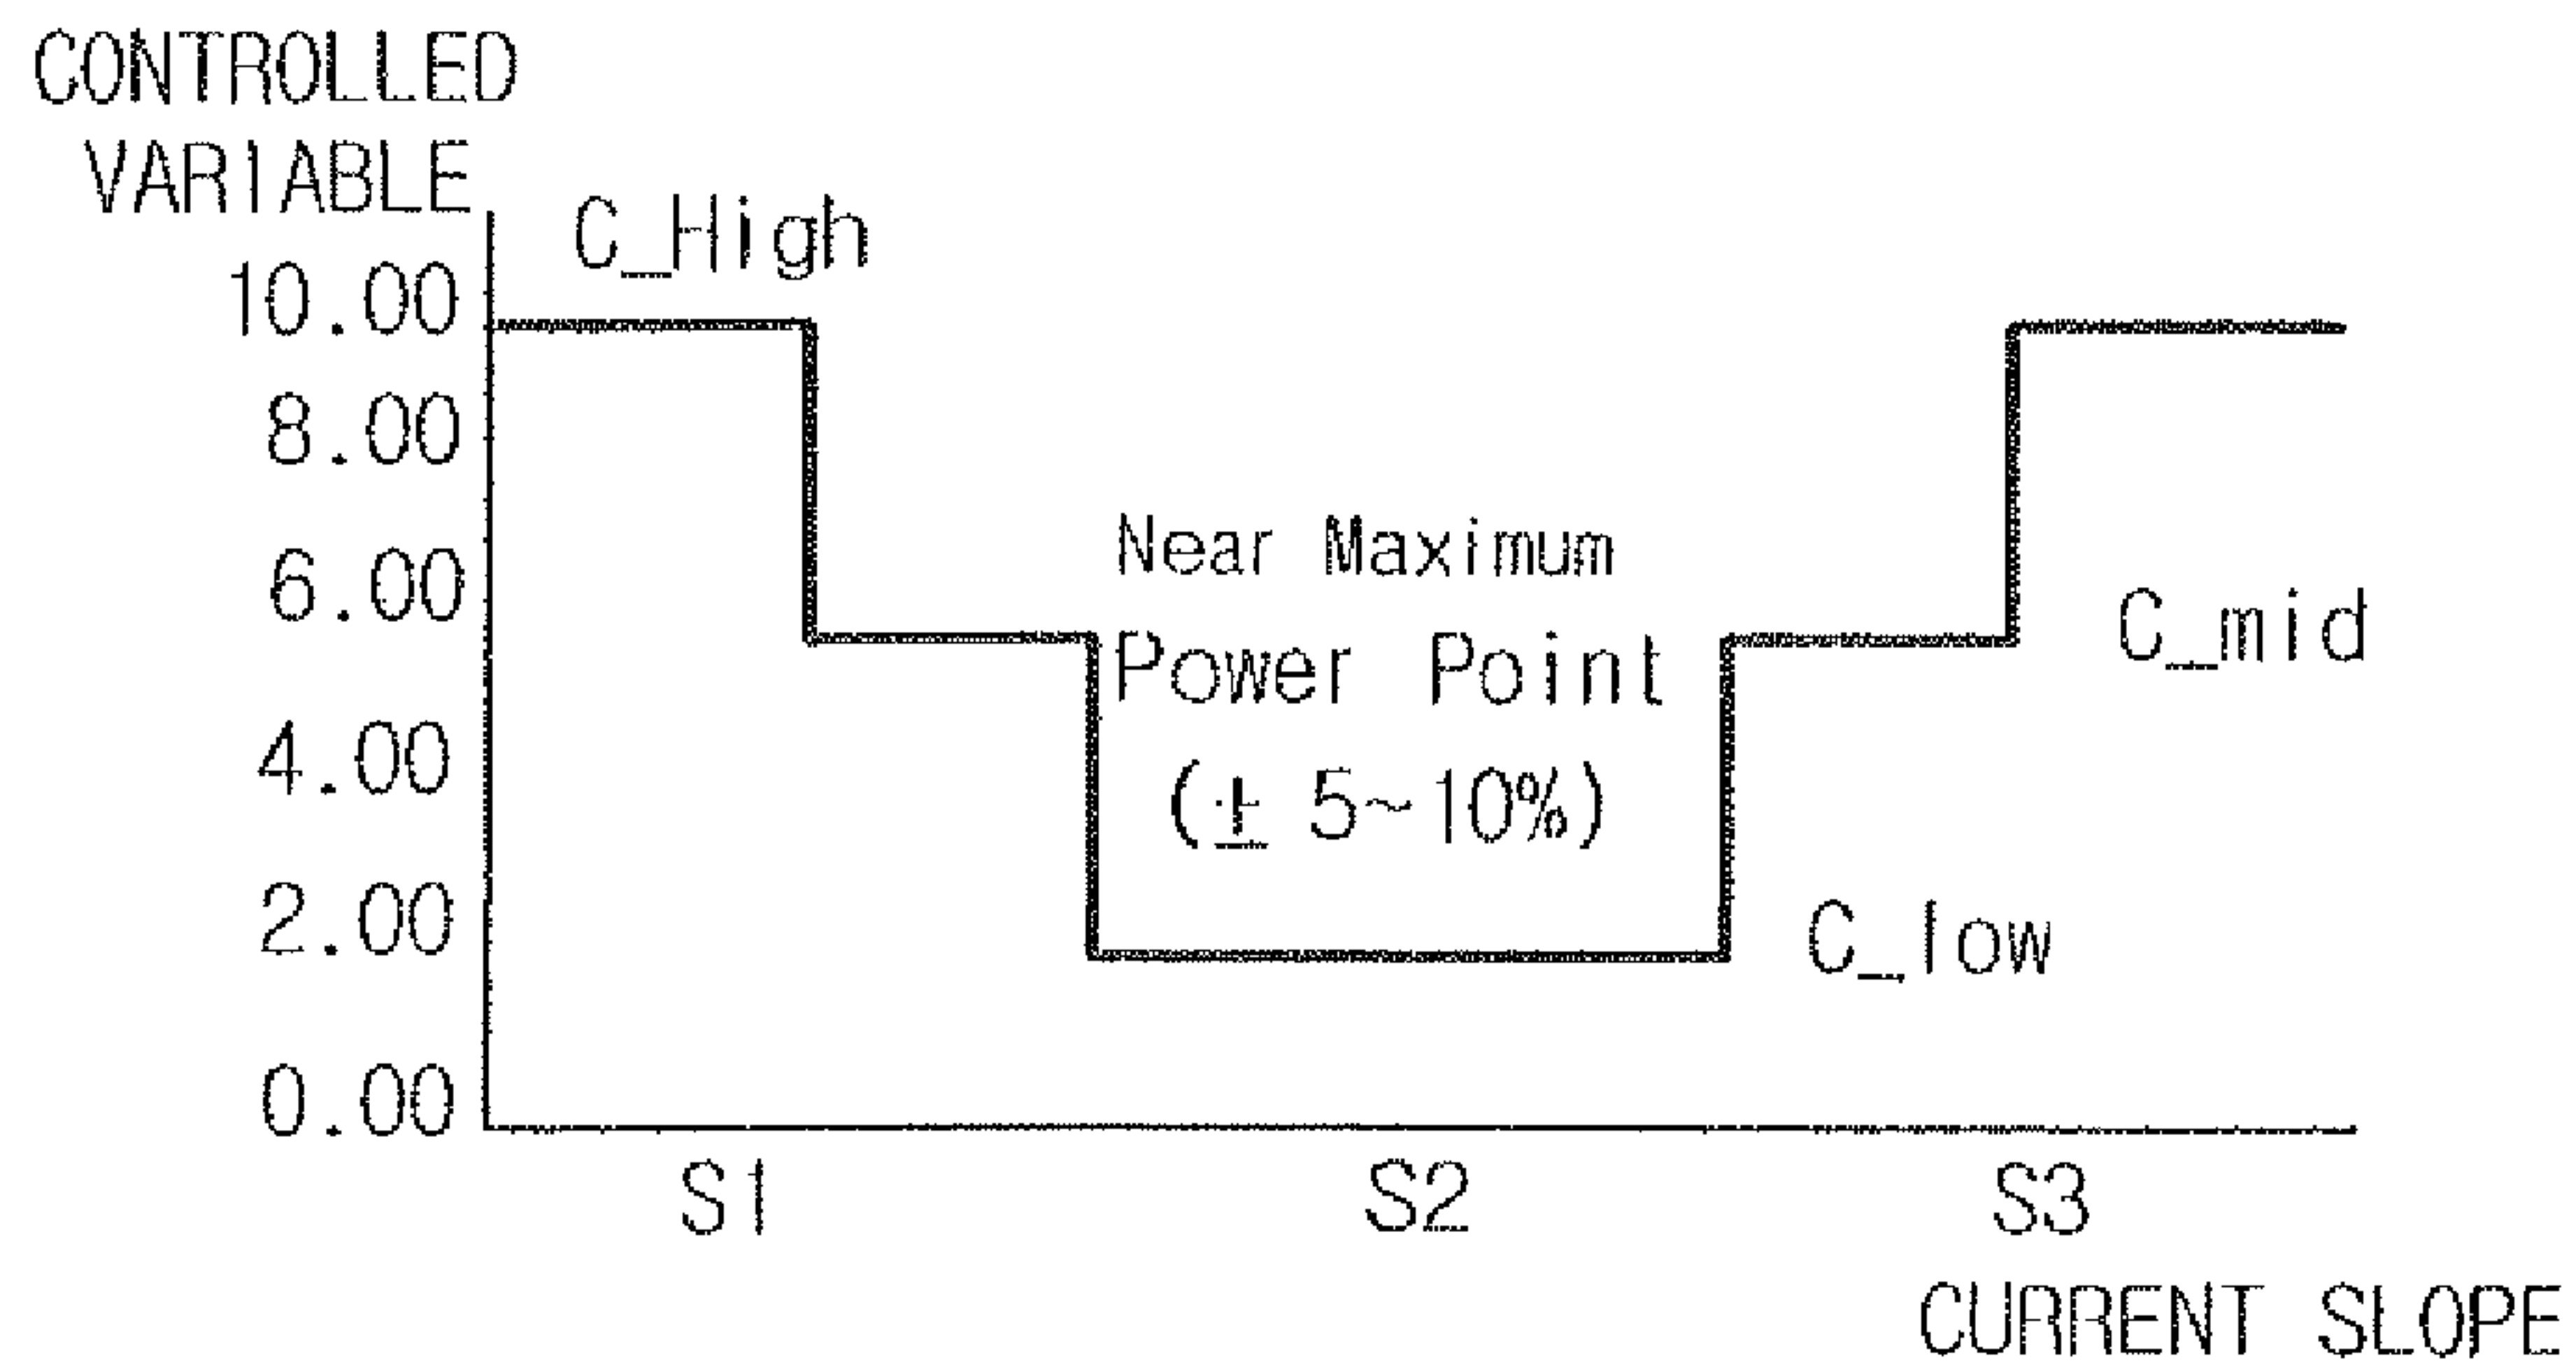 CONTROLLED
VARIABLE
C_High
10.00
8.00
6.00
4.00
2.00
0.00
Near Maximum
Power Point
(± 5~10%)
C_mid
C_low
S1
S2
S3
CURRENT SLOPE